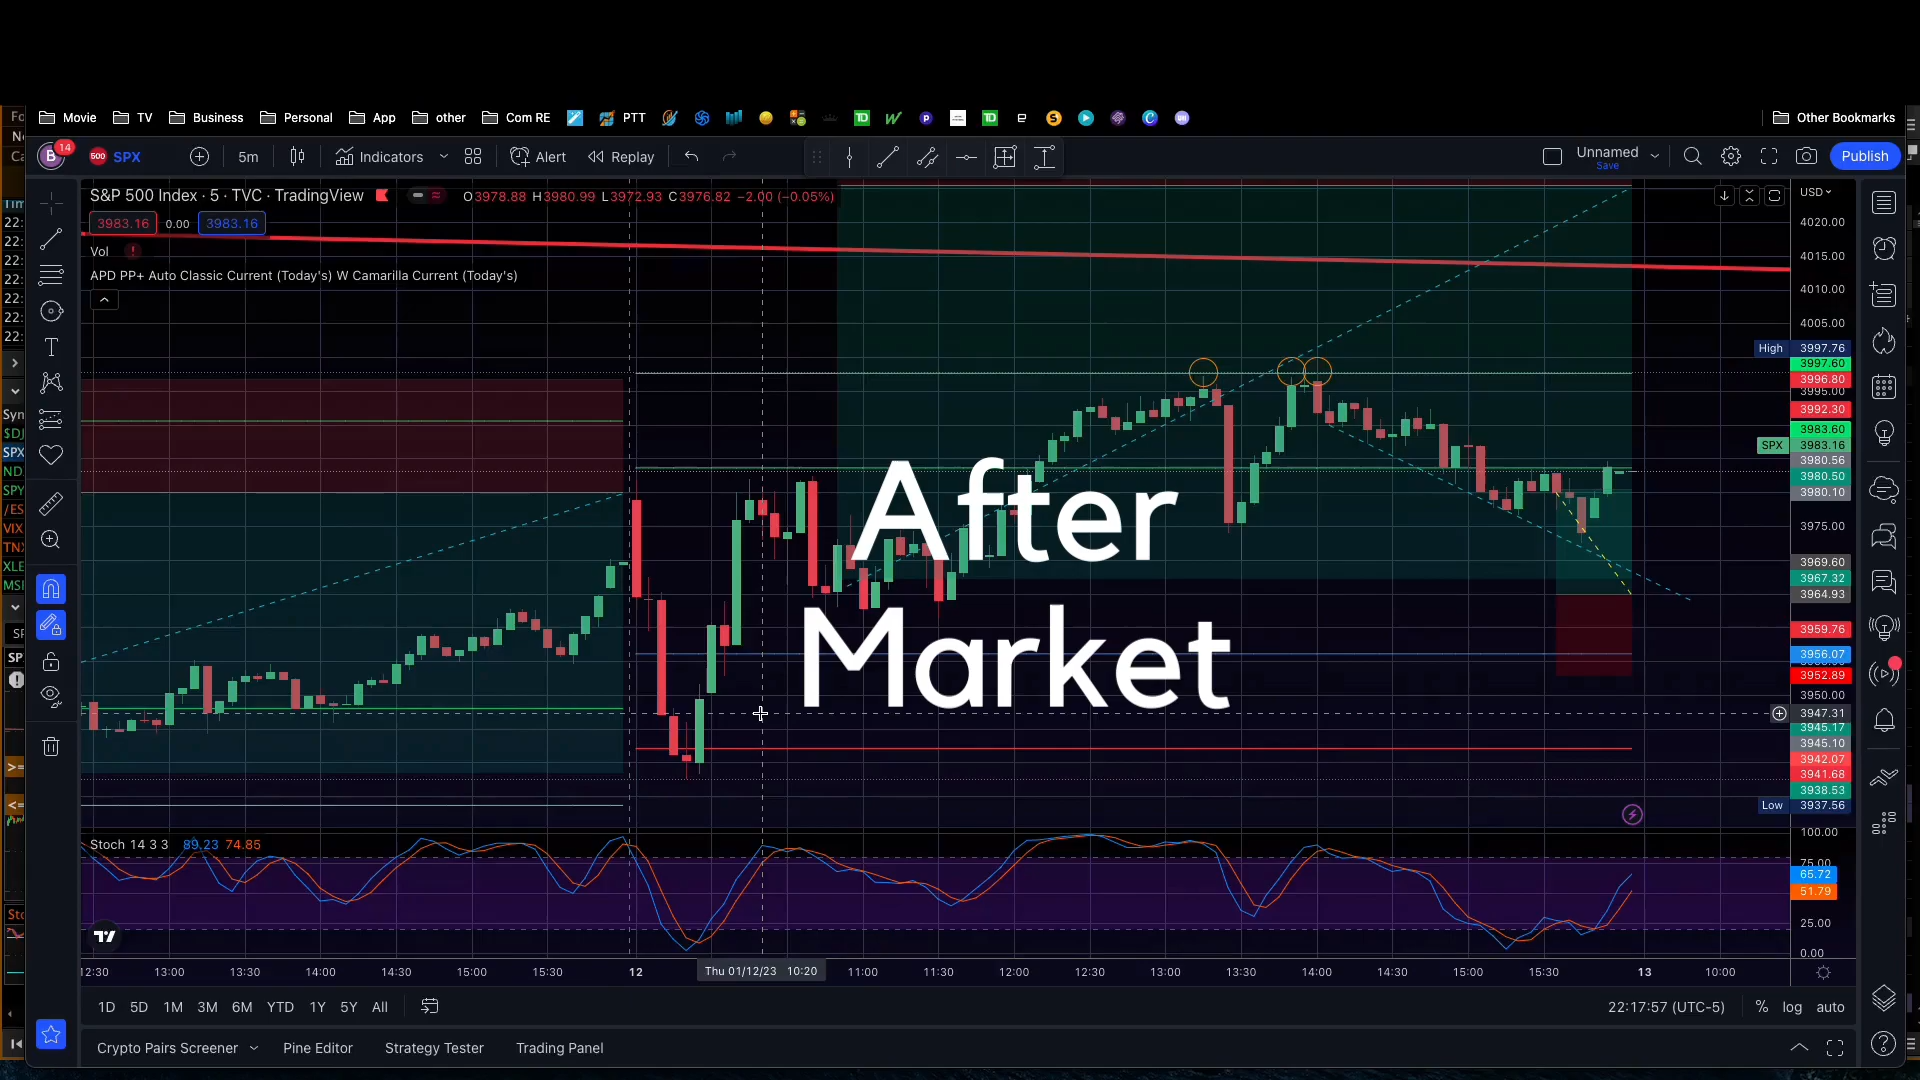 Movie TV Business Personal App other Com RE PTT Other Bookmarks
B 14 500 SPX 5m Indicators Alert Replay Unnamed Save Publish
S&P 500 Index · 5 · TVC · TradingView O3978.88 H3980.99 L3972.93 C3976.82 −2.00 (−0.05%) USD
3983.16 0.00 3983.16
Vol
APD PP+ Auto Classic Current (Today's) W Camarilla Current (Today's)
4020.00
4015.00
4010.00
4005.00
High 3997.76
3997.60
3996.80
3995.00
3992.30
3983.60
SPX 3983.16
3980.56
3980.50
3980.10
3975.00
3969.60
3967.32
3964.93
3959.76
3956.07
3952.89
3950.00
3947.31
3945.17
3945.10
3942.07
3941.68
3938.53
Low 3937.56
After
Market
Stoch 14 3 3 89.23 74.85
100.00
75.00
65.72
51.79
25.00
0.00
12:30 13:00 13:30 14:00 14:30 15:00 15:30 12 Thu 01/12/23 10:20 11:00 11:30 12:00 12:30 13:00 13:30 14:00 14:30 15:00 15:30 13 10:00
1D 5D 1M 3M 6M YTD 1Y 5Y All 22:17:57 (UTC-5) % log auto
Crypto Pairs Screener Pine Editor Strategy Tester Trading Panel